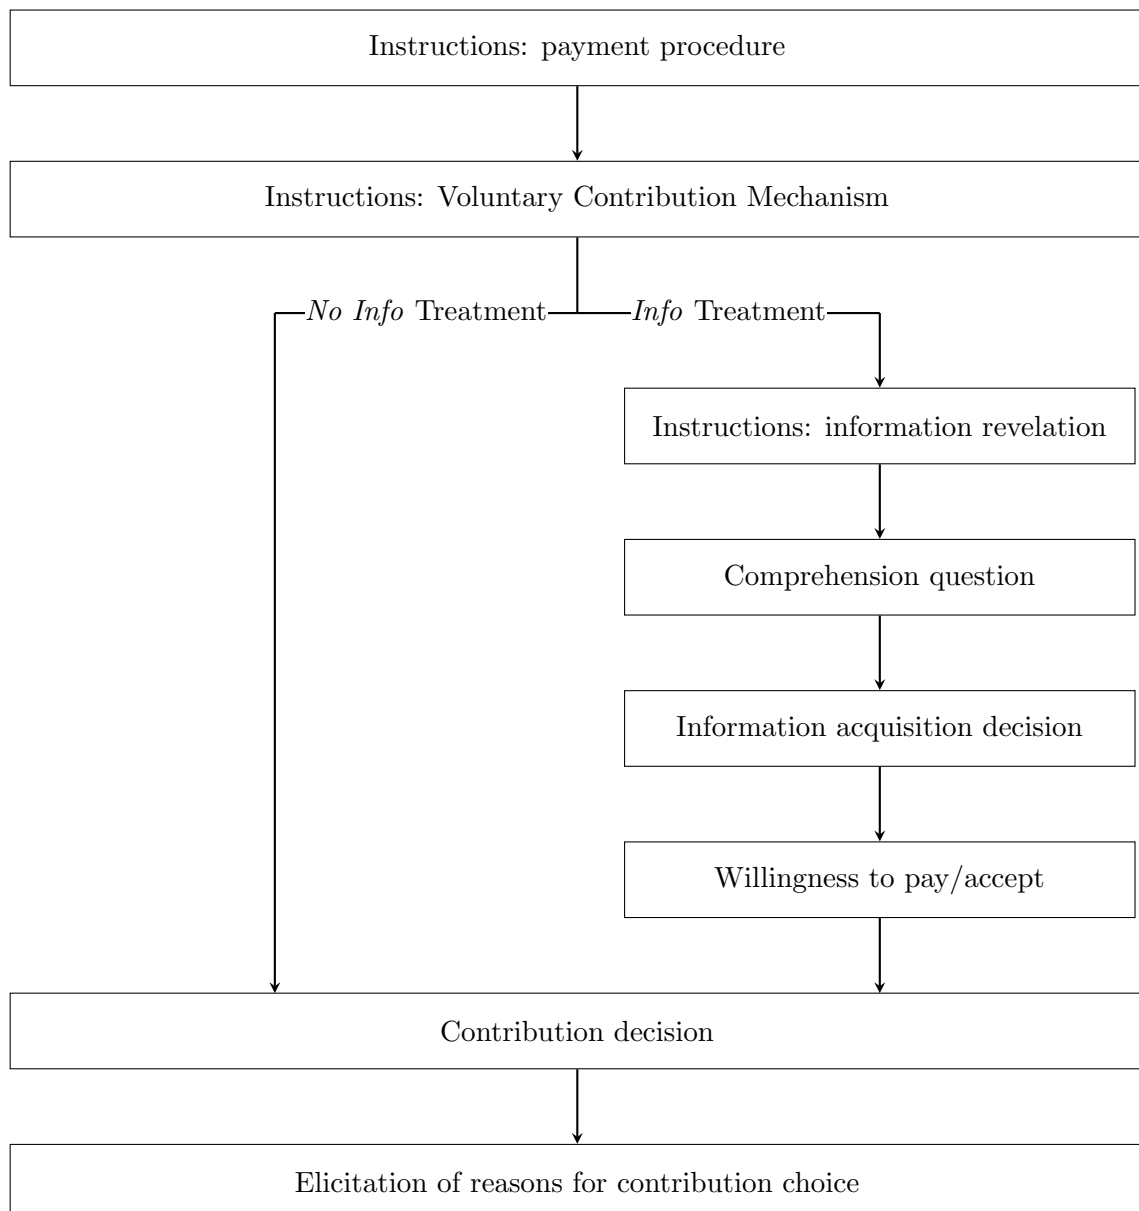 Instructions: payment procedure
Instructions: Voluntary Contribution Mechanism
No Info Treatment
Info Treatment
Instructions: information revelation
Comprehension question
Information acquisition decision
Willingness to pay/accept
Contribution decision
Elicitation of reasons for contribution choice